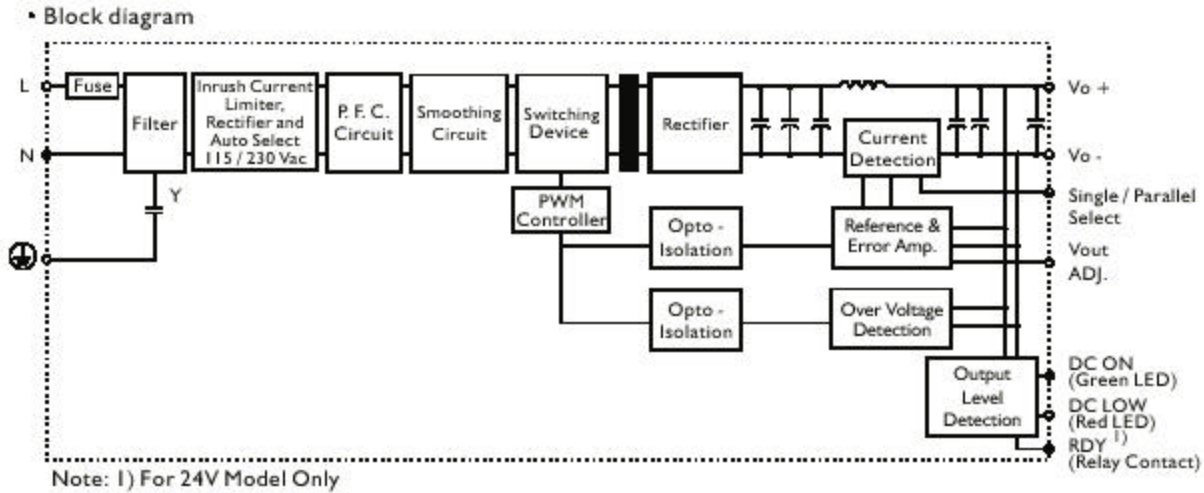 • Block diagram
L
Fuse
Filter
Inrush Current
Limiter,
Rectifier and
Auto Select
115 / 230 Vac
P. F. C.
Circuit
Smoothing
Circuit
Switching
Device
Rectifier
Current
Detection
Vo +
N
Vo -
Y
PWM
Controller
Opto -
Isolation
Reference &
Error Amp.
Single / Parallel
Select
Vout
ADJ.
Opto -
Isolation
Over Voltage
Detection
Output
Level
Detection
DC ON
(Green LED)
DC LOW
(Red LED)
RDY 1)
(Relay Contact)
Note: 1) For 24V Model Only